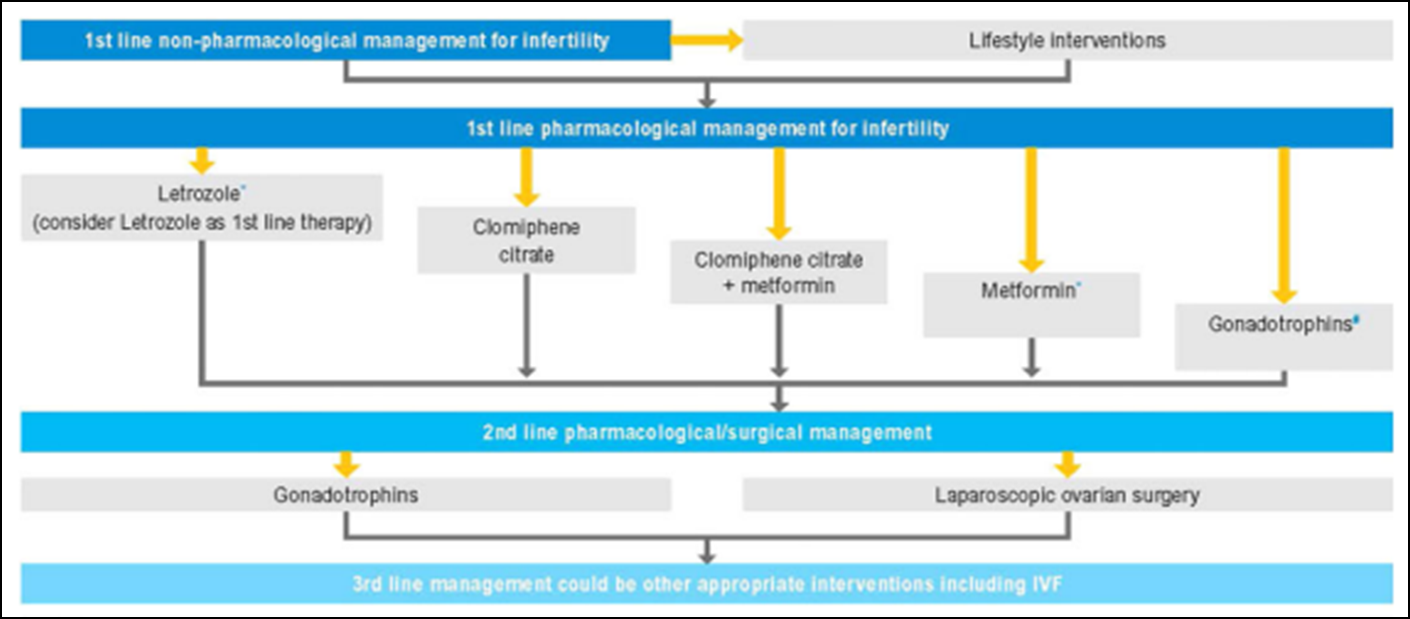 1st line non-pharmacological management for infertility
Lifestyle interventions
1st line pharmacological management for infertility
Letrozole*
(consider Letrozole as 1st line therapy)
Clomiphene
citrate
Clomiphene citrate
+ metformin
Metformin*
Gonadotrophins#
2nd line pharmacological/surgical management
Gonadotrophins
Laparoscopic ovarian surgery
3rd line management could be other appropriate interventions including IVF